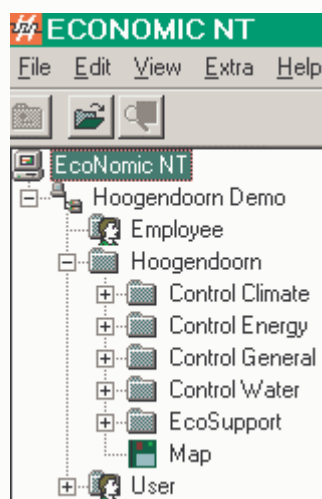 ECONOMIC NT
File Edit View Extra Help
EcoNomic NT
Hoogendoorn Demo
Employee
Hoogendoorn
Control Climate
Control Energy
Control General
Control Water
EcoSupport
Map
User